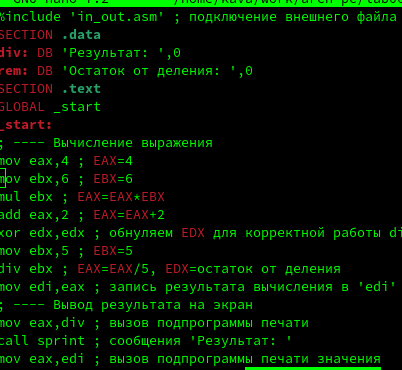 %include 'in_out.asm' ; подключение внешнего файла
SECTION .data
div: DB 'Результат: ',0
rem: DB 'Остаток от деления: ',0
SECTION .text
GLOBAL _start
_start:
; ---- Вычисление выражения
mov eax,4 ; EAX=4
mov ebx,6 ; EBX=6
mul ebx ; EAX=EAX*EBX
add eax,2 ; EAX=EAX+2
xor edx,edx ; обнуляем EDX для корректной работы di
mov ebx,5 ; EBX=5
div ebx ; EAX=EAX/5, EDX=остаток от деления
mov edi,eax ; запись результата вычисления в 'edi'
; ---- Вывод результата на экран
mov eax,div ; вызов подпрограммы печати
call sprint ; сообщения 'Результат: '
mov eax,edi ; вызов подпрограммы печати значения